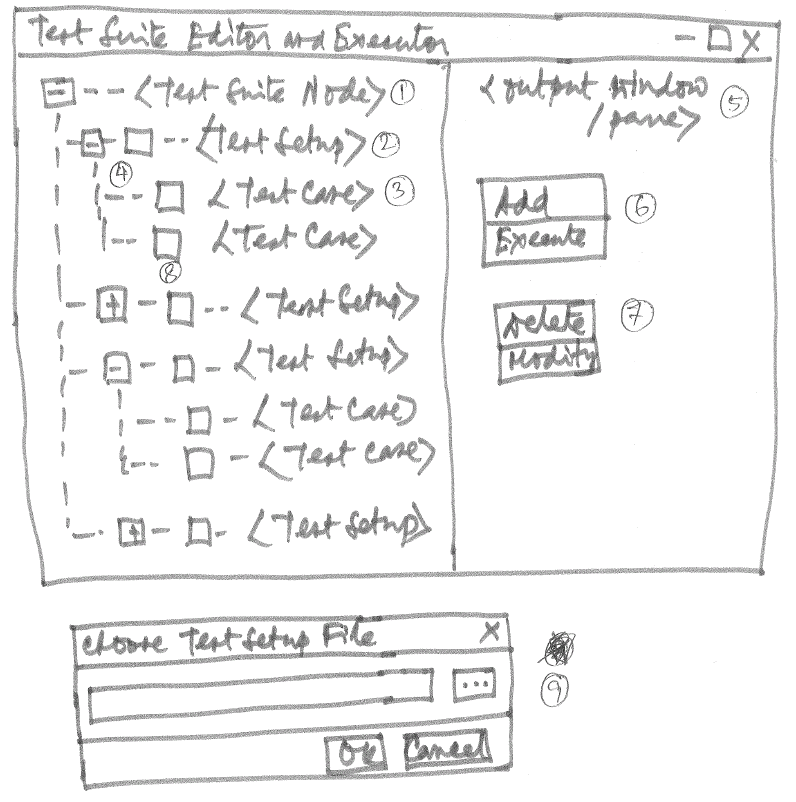 Test Suite Editor and Executor – □ X
<Test Suite Node> ①
<Test Setup> ②
④
<Test Case> ③
<Test Case>
⑧
<Test Setup>
<Test Setup>
<Test Case>
<Test Case>
<Test Setup>
<output window
/pane> ⑤
Add ⑥
Execute
Delete ⑦
Modify
Choose Test Setup File X
... ⑨
OK Cancel